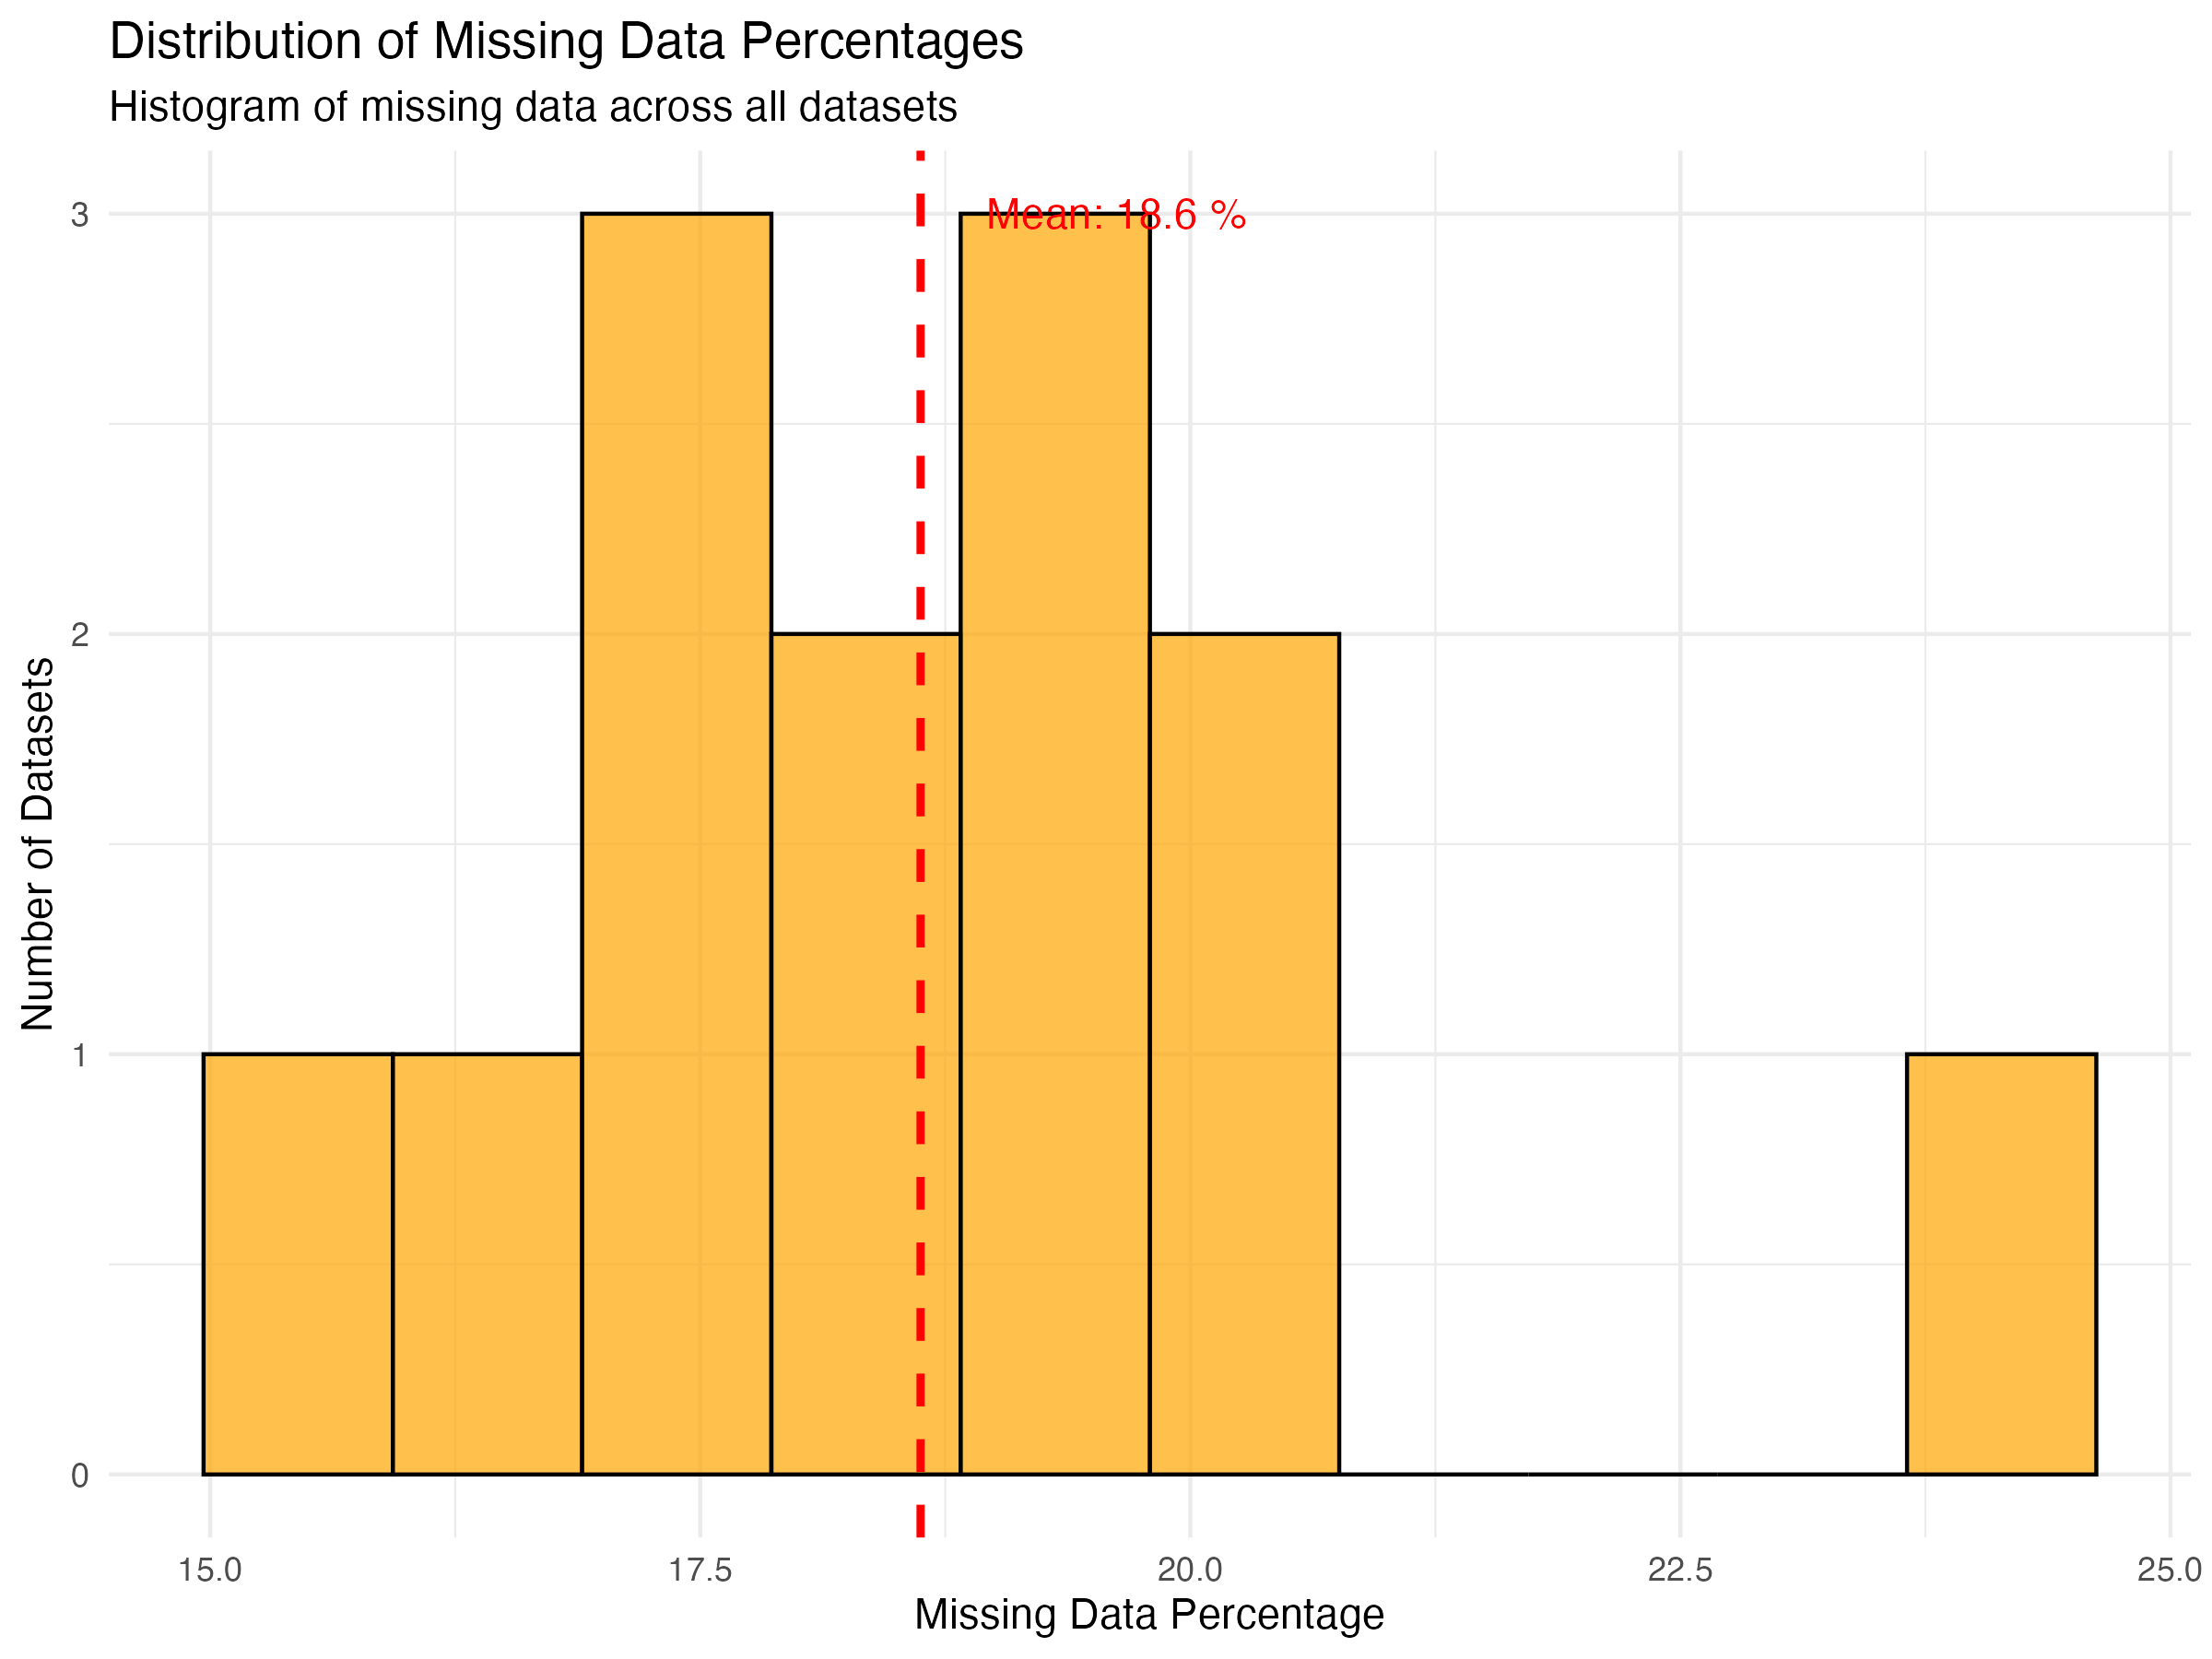 Distribution of Missing Data Percentages
Histogram of missing data across all datasets
Mean: 18.6 %
3
2
1
0
Number of Datasets
15.0
17.5
20.0
22.5
25.0
Missing Data Percentage